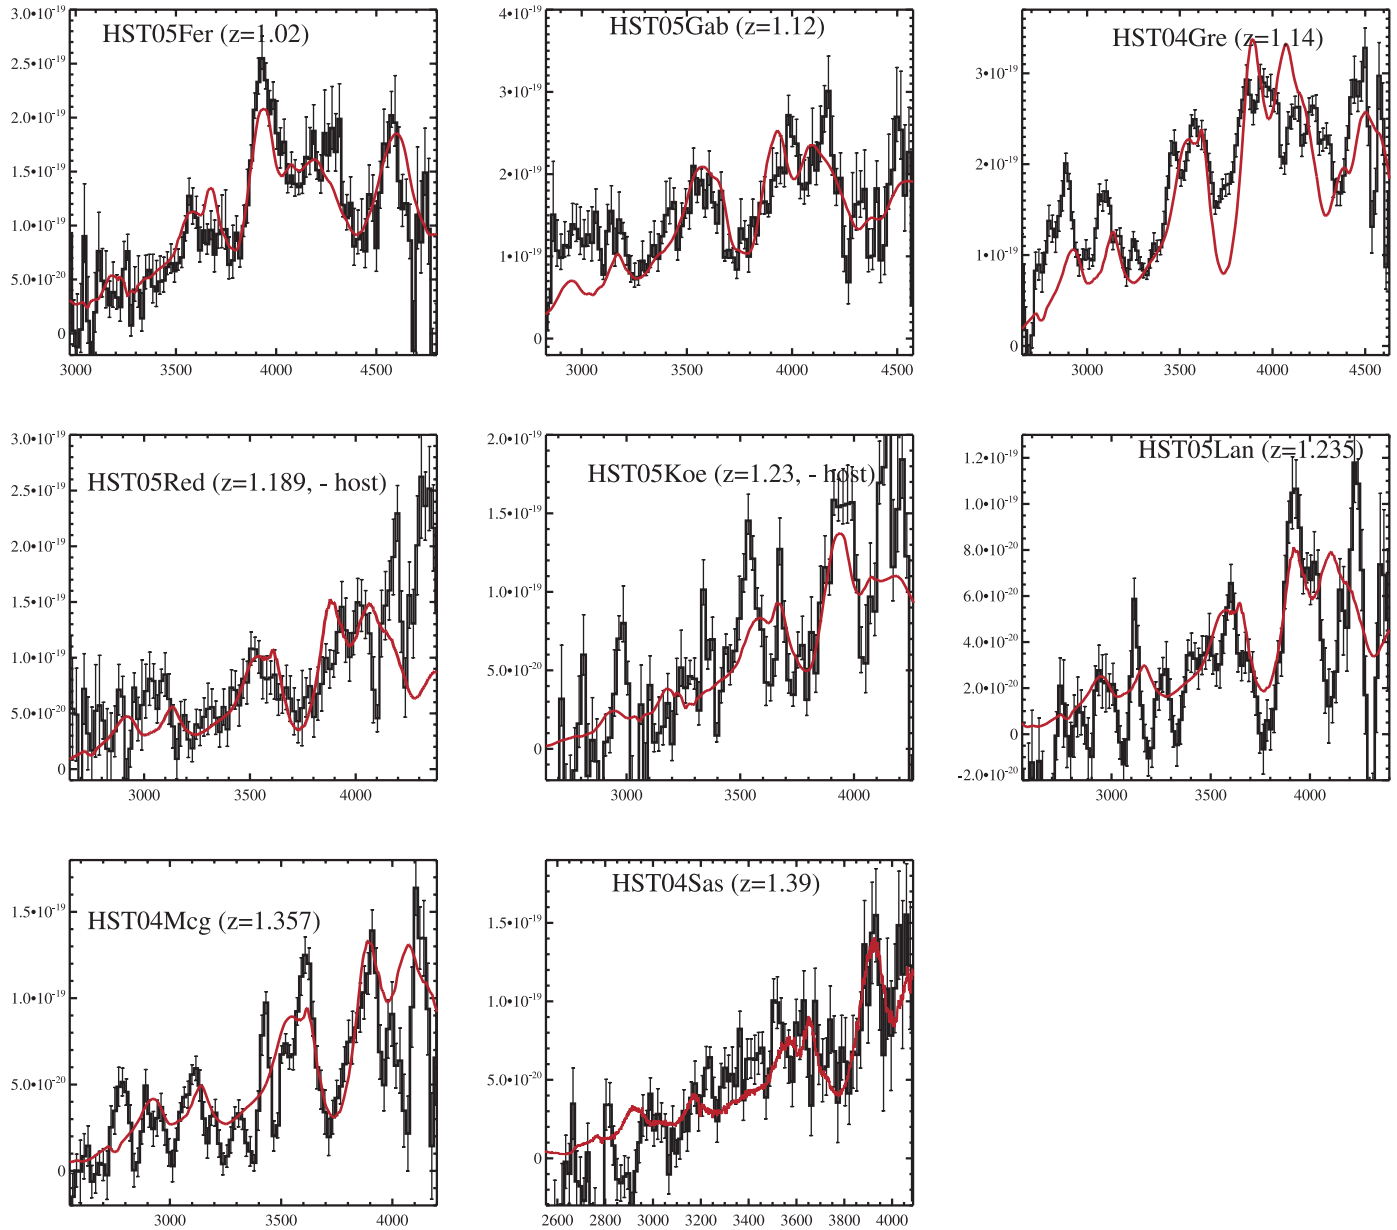 HST05Fer (z=1.02)
3.0•10⁻¹⁹
2.5•10⁻¹⁹
2.0•10⁻¹⁹
1.5•10⁻¹⁹
1.0•10⁻¹⁹
5.0•10⁻²⁰
0
3000 3500 4000 4500
HST05Gab (z=1.12)
4•10⁻¹⁹
3•10⁻¹⁹
2•10⁻¹⁹
1•10⁻¹⁹
0
3000 3500 4000 4500
HST04Gre (z=1.14)
3•10⁻¹⁹
2•10⁻¹⁹
1•10⁻¹⁹
0
3000 3500 4000 4500
HST05Red (z=1.189, - host)
3.0•10⁻¹⁹
2.5•10⁻¹⁹
2.0•10⁻¹⁹
1.5•10⁻¹⁹
1.0•10⁻¹⁹
5.0•10⁻²⁰
0
3000 3500 4000
HST05Koe (z=1.23, - host)
2.0•10⁻¹⁹
1.5•10⁻¹⁹
1.0•10⁻¹⁹
5.0•10⁻²⁰
0
3000 3500 4000
HST05Lan (z=1.235)
1.2•10⁻¹⁹
1.0•10⁻¹⁹
8.0•10⁻²⁰
6.0•10⁻²⁰
4.0•10⁻²⁰
2.0•10⁻²⁰
0
-2.0•10⁻²⁰
3000 3500 4000
HST04Mcg (z=1.357)
1.5•10⁻¹⁹
1.0•10⁻¹⁹
5.0•10⁻²⁰
0
3000 3500 4000
HST04Sas (z=1.39)
1.5•10⁻¹⁹
1.0•10⁻¹⁹
5.0•10⁻²⁰
0
2600 2800 3000 3200 3400 3600 3800 4000